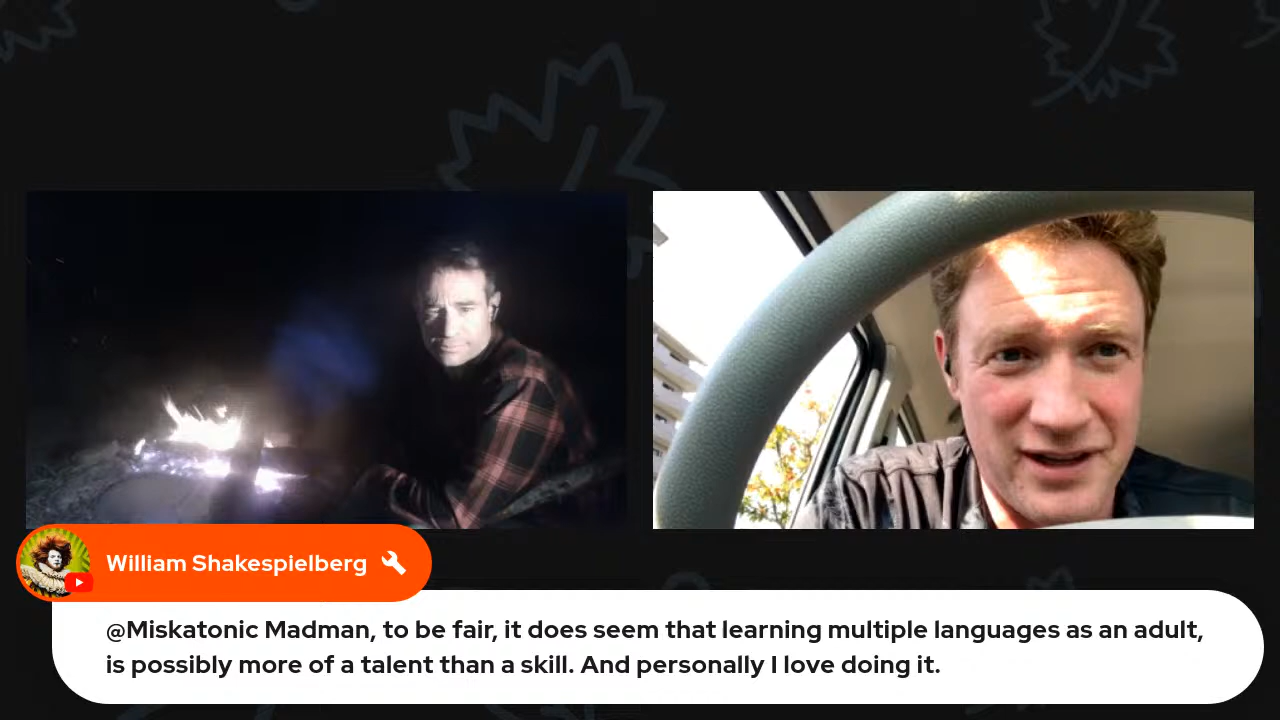 William Shakespielberg
@Miskatonic Madman, to be fair, it does seem that learning multiple languages as an adult,
is possibly more of a talent than a skill. And personally I love doing it.